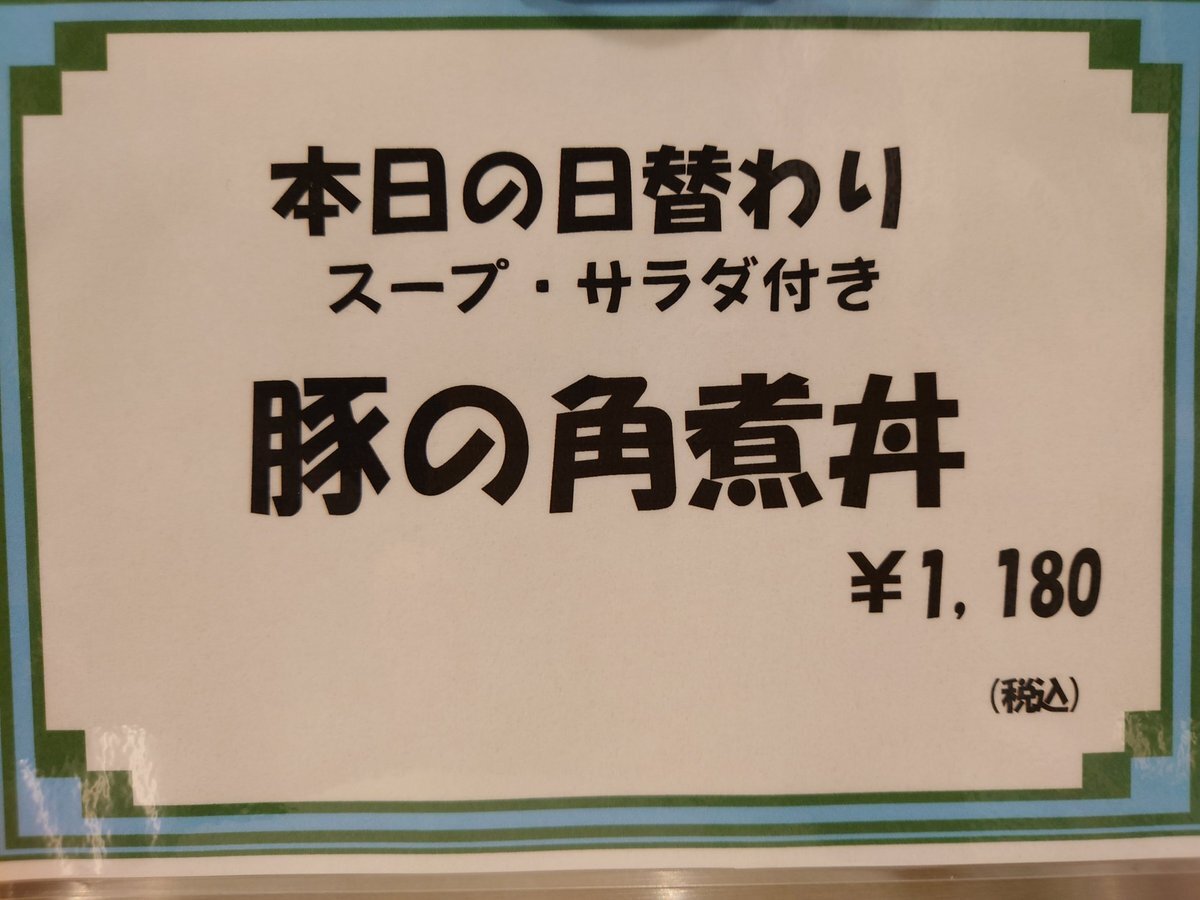 本日の日替わり
スープ・サラダ付き
豚の角煮丼
¥1,180
(税込)